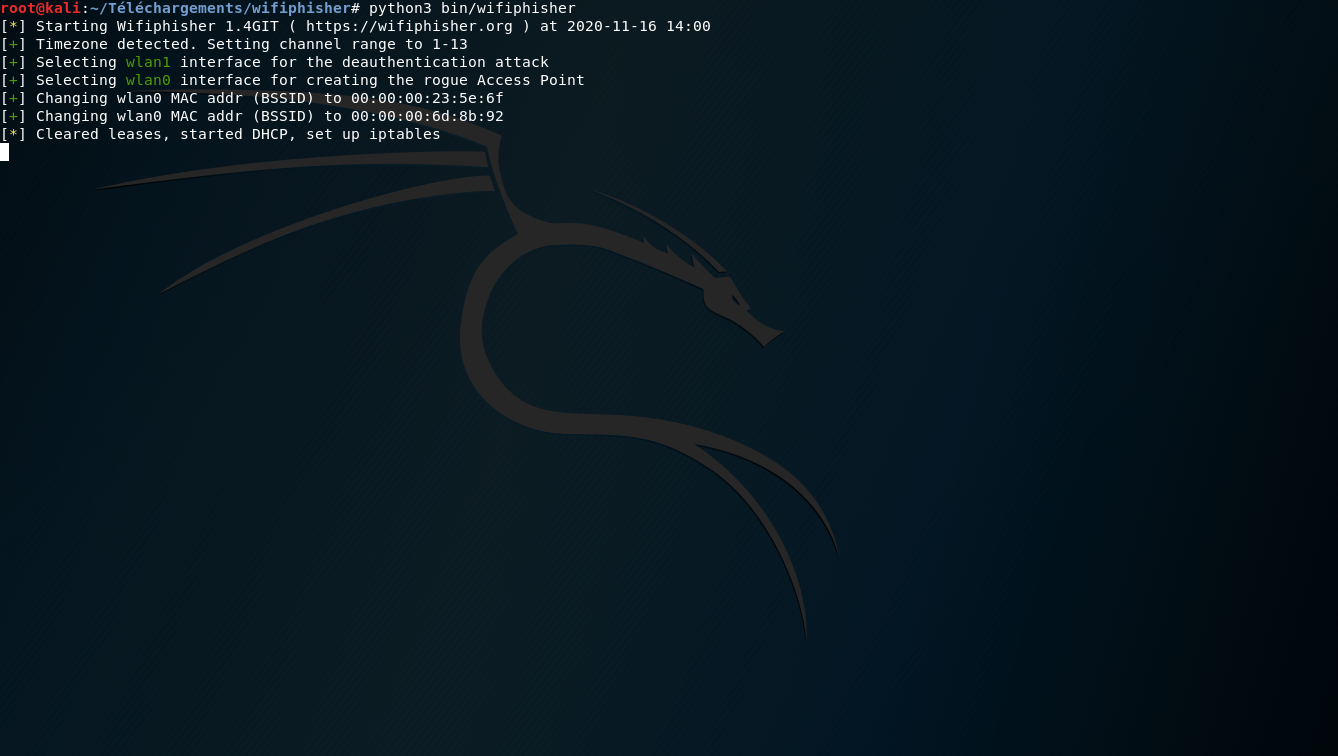 root@kali:~/Téléchargements/wifiphisher# python3 bin/wifiphisher
[*] Starting Wifiphisher 1.4GIT ( https://wifiphisher.org ) at 2020-11-16 14:00
[+] Timezone detected. Setting channel range to 1-13
[+] Selecting wlan1 interface for the deauthentication attack
[+] Selecting wlan0 interface for creating the rogue Access Point
[+] Changing wlan0 MAC addr (BSSID) to 00:00:00:23:5e:6f
[+] Changing wlan0 MAC addr (BSSID) to 00:00:00:6d:8b:92
[*] Cleared leases, started DHCP, set up iptables